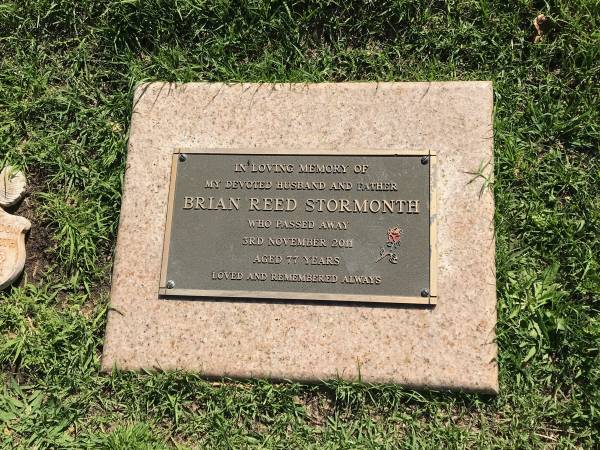 IN LOVING MEMORY OF
MY DEVOTED HUSBAND AND FATHER
BRIAN REED STORMONTH
WHO PASSED AWAY
3RD NOVEMBER 2011
AGED 77 YEARS
LOVED AND REMEMBERED ALWAYS